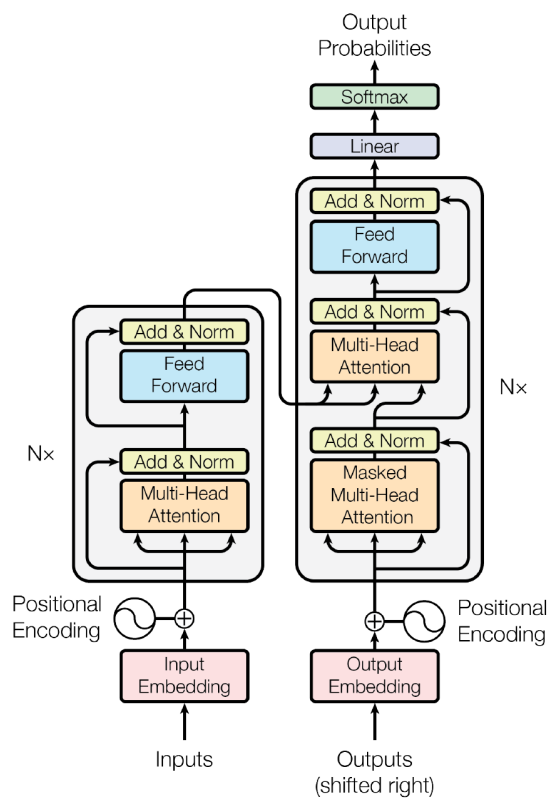 Output
Probabilities
Softmax
Linear
Add & Norm
Feed
Forward
Add & Norm
Multi-Head
Attention
Add & Norm
Masked
Multi-Head
Attention
N×
Add & Norm
Feed
Forward
Add & Norm
Multi-Head
Attention
N×
Positional
Encoding
Positional
Encoding
Input
Embedding
Output
Embedding
Inputs
Outputs
(shifted right)